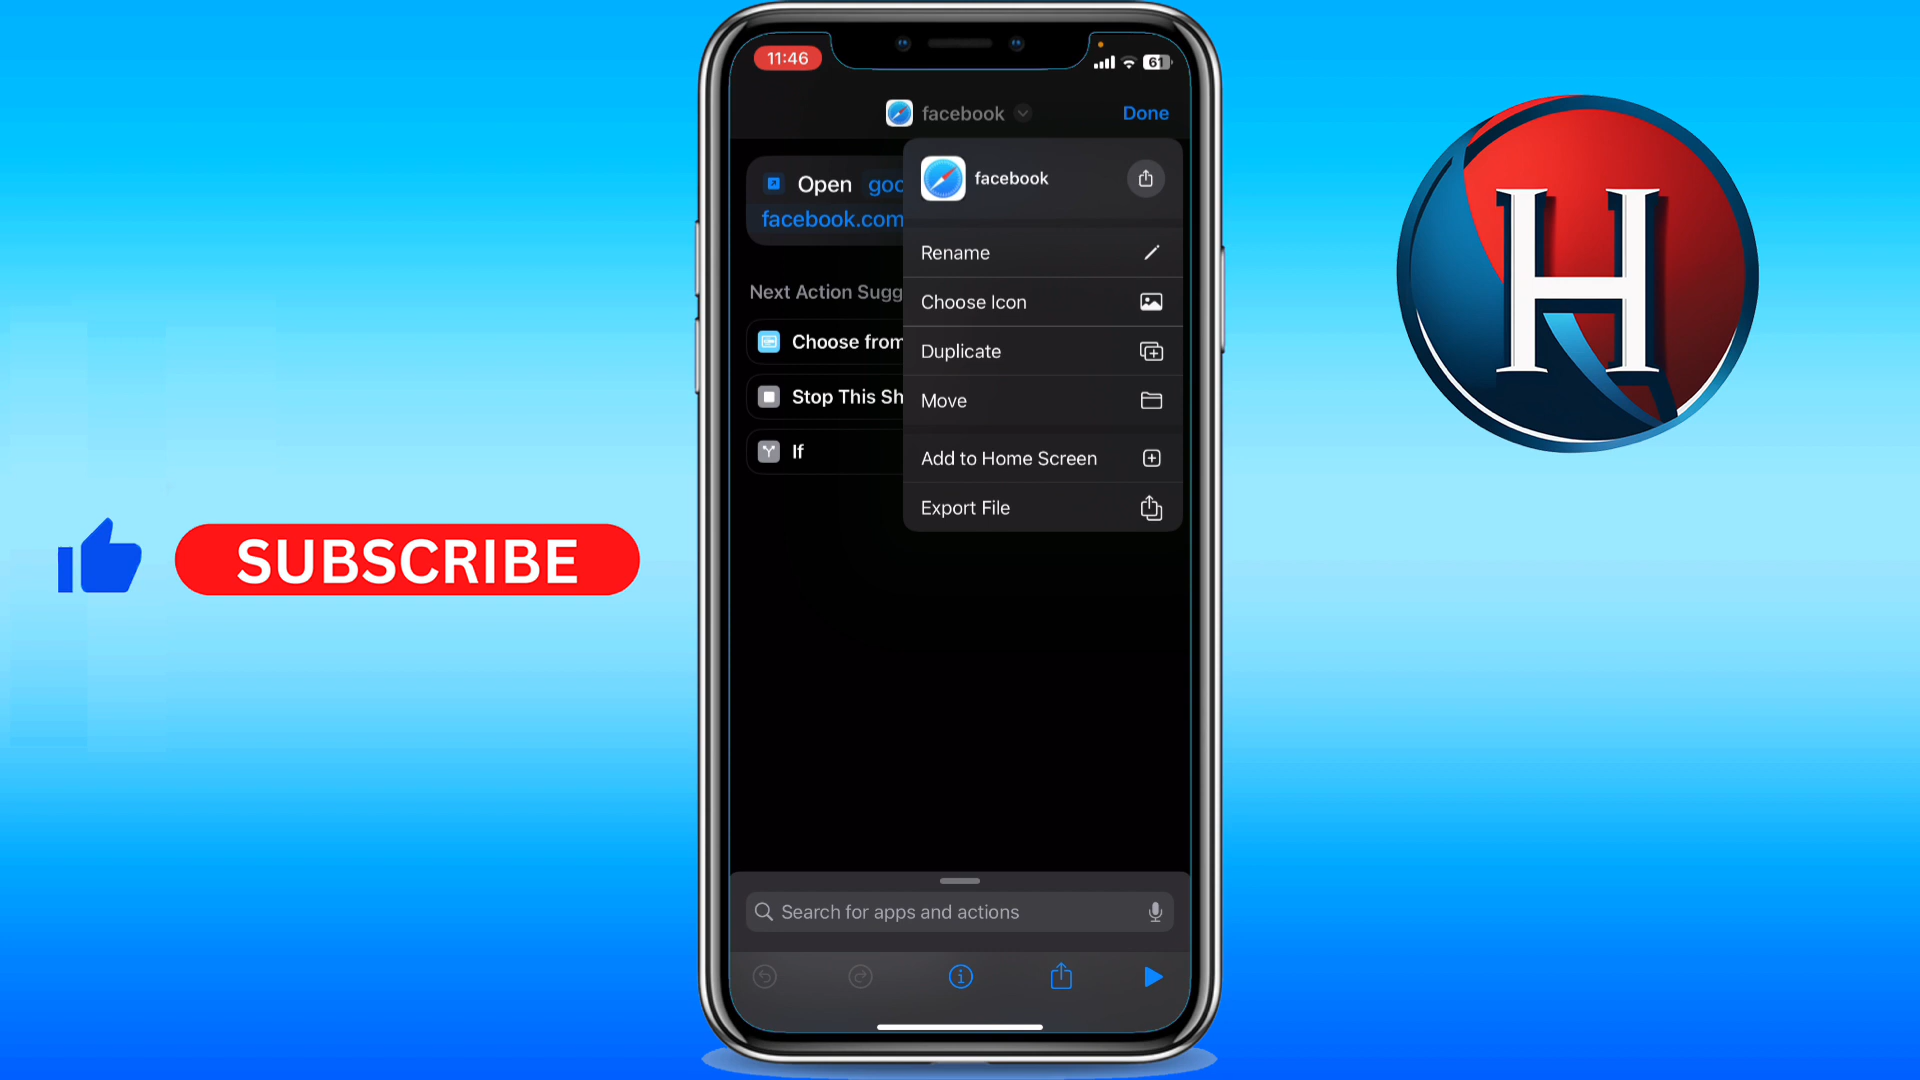 11:46
61
facebook
Done
facebook
Open goo
facebook.com
Rename
Next Action Sugg
Choose Icon
Choose from
Duplicate
Stop This Sh
Move
If
Add to Home Screen
Export File
SUBSCRIBE
H
Search for apps and actions